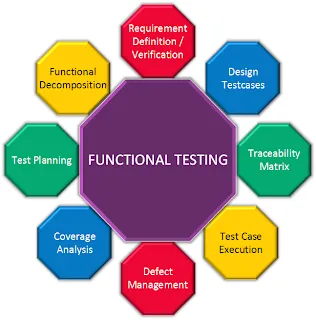 Requirement
Definition /
Verification
Design
Testcases
Traceability
Matrix
Test Case
Execution
Defect
Management
Coverage
Analysis
Test Planning
Functional
Decomposition
FUNCTIONAL TESTING